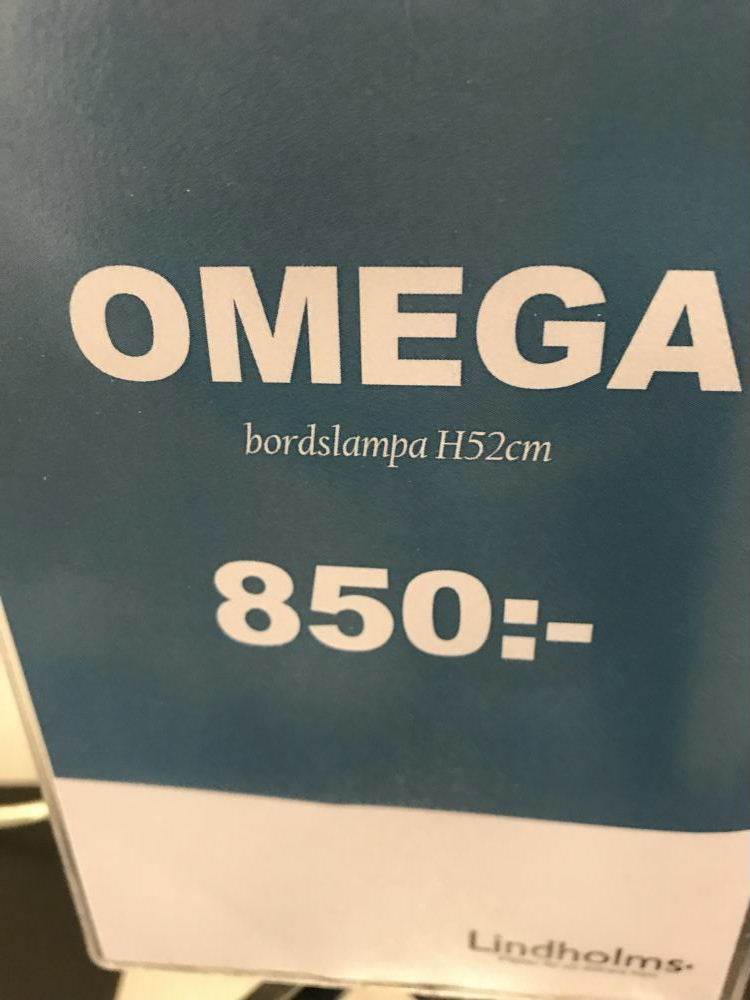 OMEGA
bordslampa H52cm
850:-
Lindholms